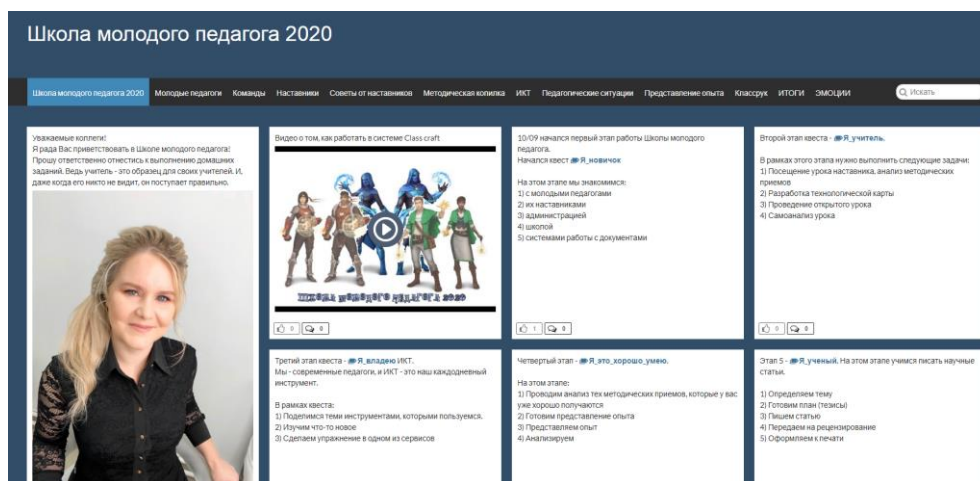 Школа молодого педагога 2020
Школа молодого педагога 2020 Молодые педагоги Команды Наставники Советы от наставников Методическая копилка ИКТ Педагогические ситуации Представление опыта Классрук ИТОГИ ЭМОЦИИ Искать
Уважаемые коллеги!
Я рада Вас приветствовать в Школе молодого педагога!
Прошу ответственно отнестись к выполнению домашних
заданий. Ведь учитель - это образец для своих учителей. И,
даже когда его никто не видит, он поступает правильно.
Видео о том, как работать в системе Class craft
Школа молодого педагога 2020
0 0
10/09 начался первый этап работы Школы молодого
педагога.
Начался квест Я_новичок
На этом этапе мы знакомимся:
1) с молодыми педагогами
2) их наставниками
3) администрацией
4) школой
5) системами работы с документами
1 0
Второй этап квеста - Я_учитель.
В рамках этого этапа нужно выполнить следующие задачи:
1) Посещение урока наставника, анализ методических
приемов
2) Разработка технологической карты
3) Проведение открытого урока
4) Самоанализ урока
0 0
Третий этап квеста - Я_владею ИКТ.
Мы - современные педагоги, и ИКТ - это наш каждодневный
инструмент.
В рамках квеста:
1) Поделимся теми инструментами, которыми пользуемся.
2) Изучим что-то новое
3) Сделаем упражнение в одном из сервисов
Четвертый этап - Я_это_хорошо_умею.
На этом этапе:
1) Проводим анализ тех методических приемов, которые у вас
уже хорошо получаются
2) Готовим представление опыта
3) Представляем опыт
4) Анализируем
Этап 5 - Я_ученый. На этом этапе учимся писать научные
статьи.
1) Определяем тему
2) Готовим план (тезисы)
3) Пишем статью
4) Передаем на рецензирование
5) Оформляем к печати